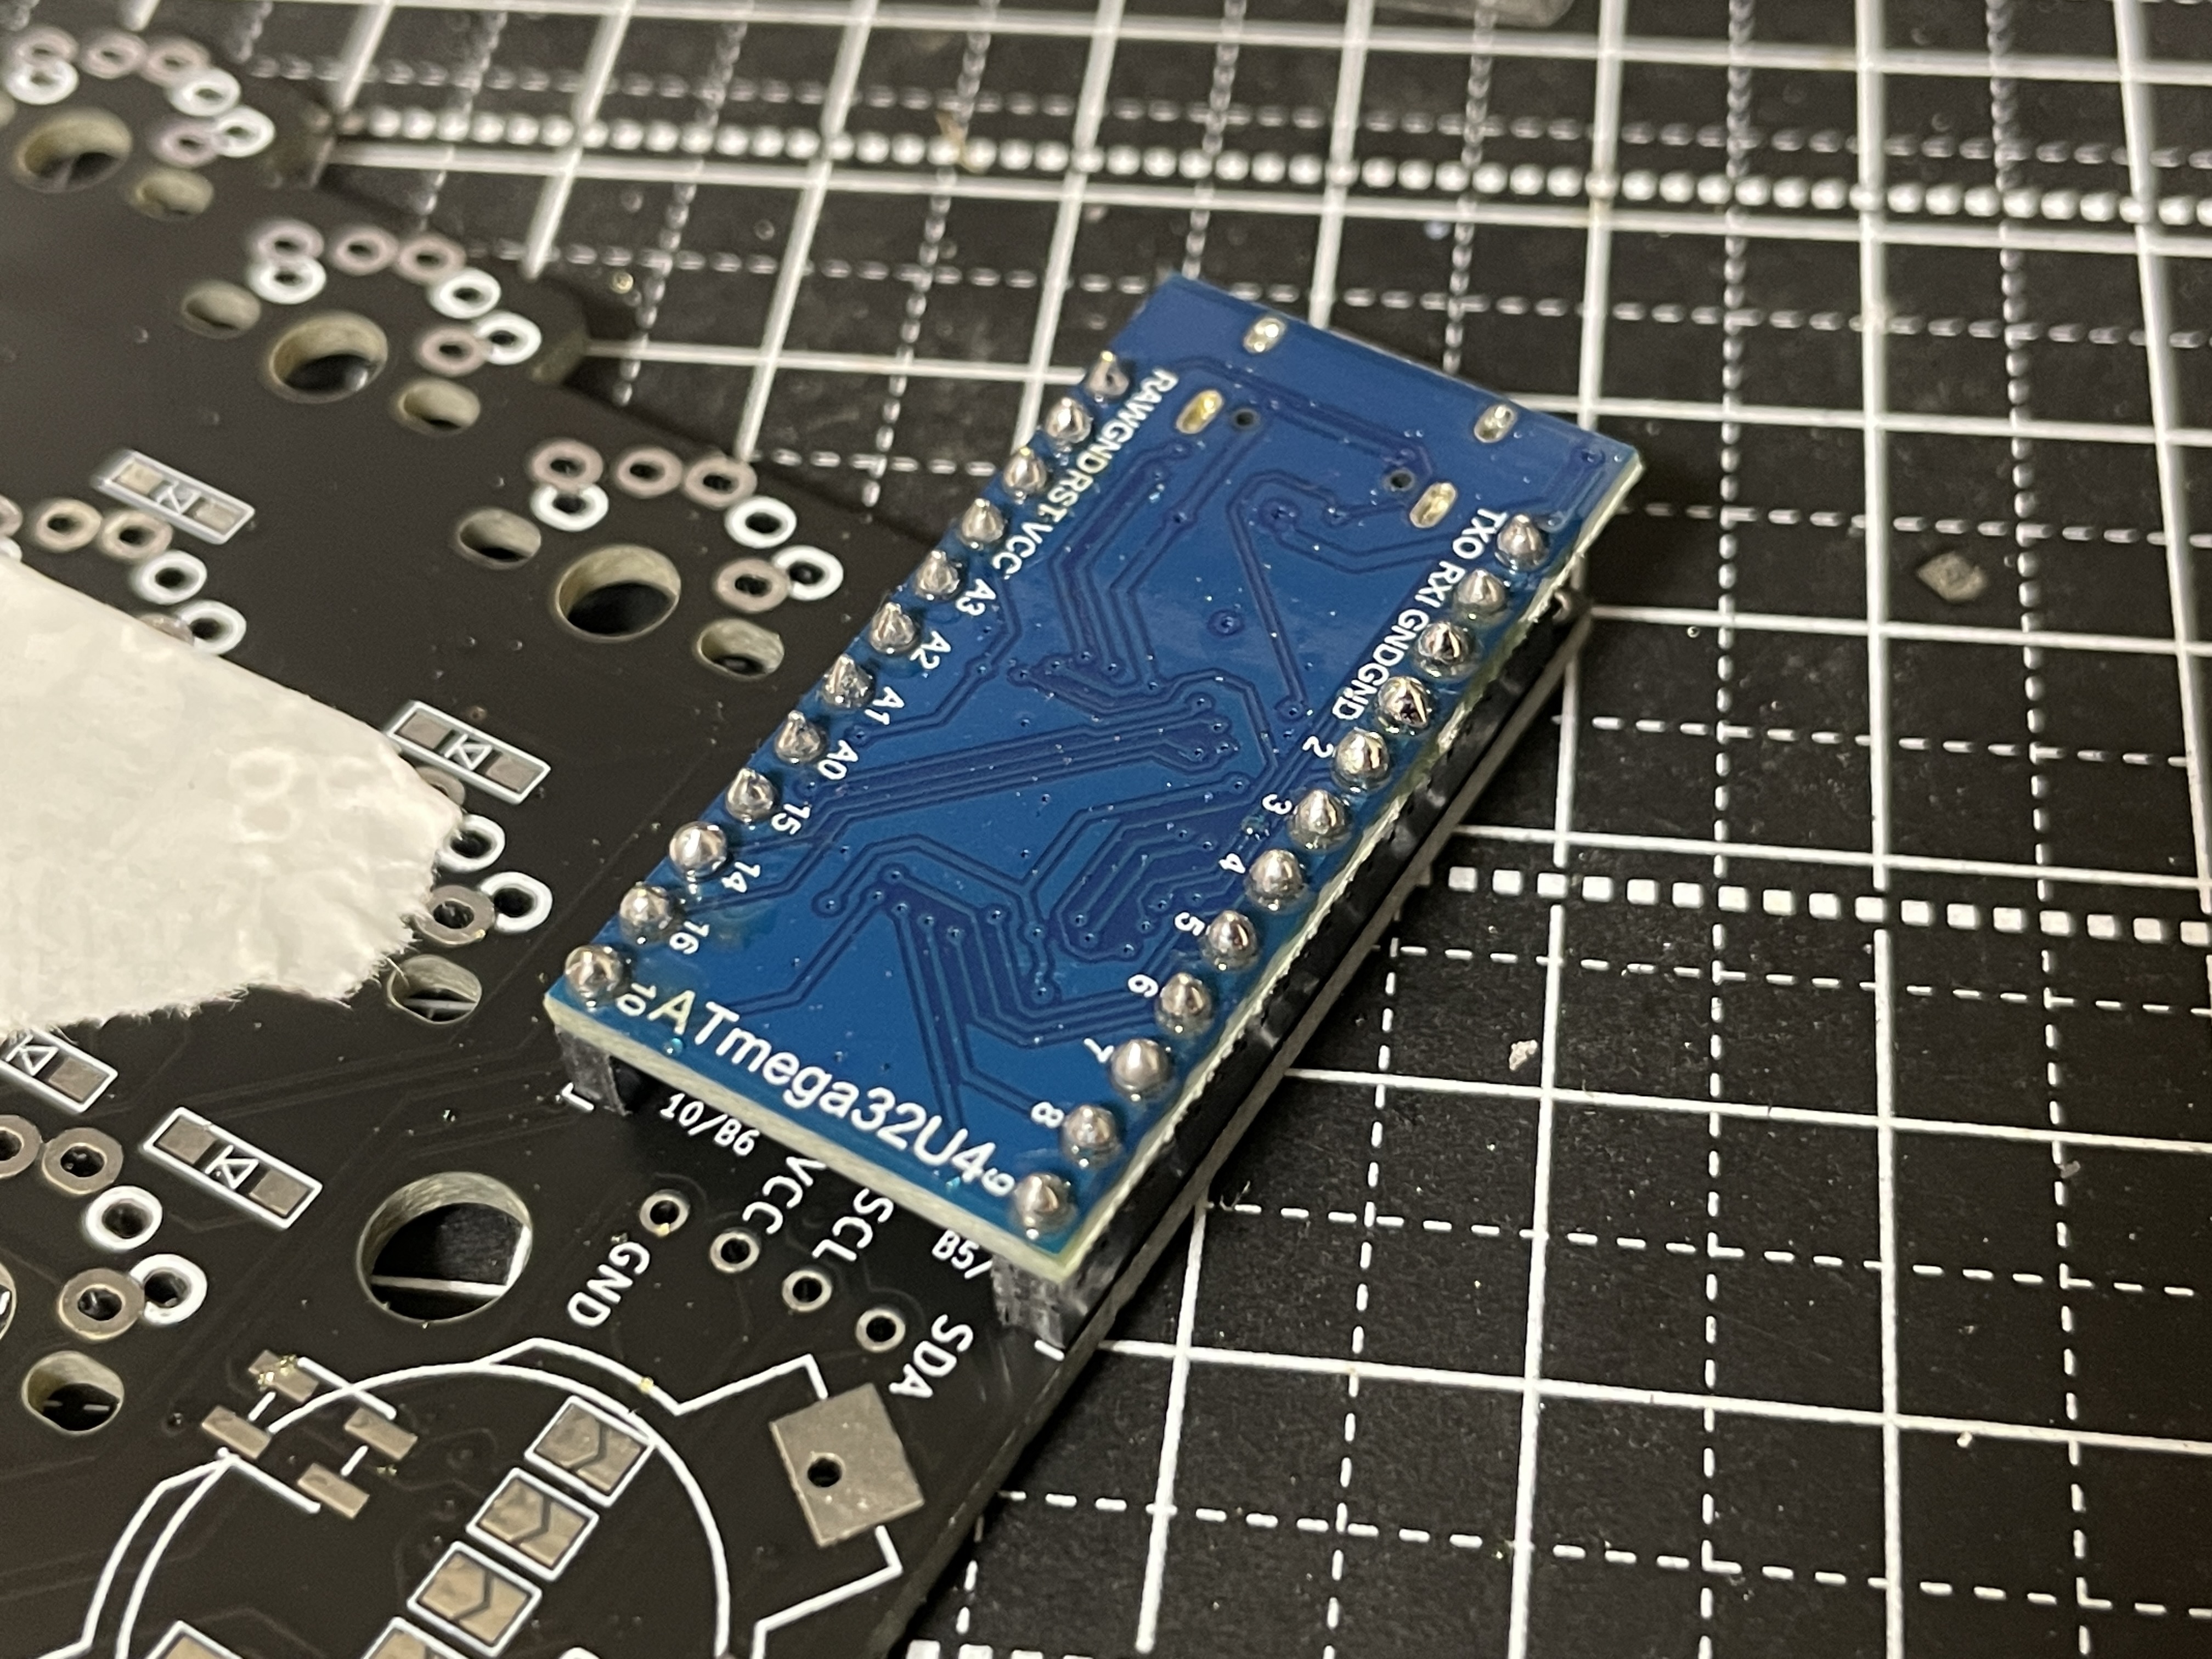 RAW
GND
RST
VCC
A3
A2
A1
A0
15
14
16
10
TXO
RXI
GND
GND
2
3
4
5
6
7
8
9
ATmega32U4
10/B6
B5/
VCC
SCL
GND
SDA